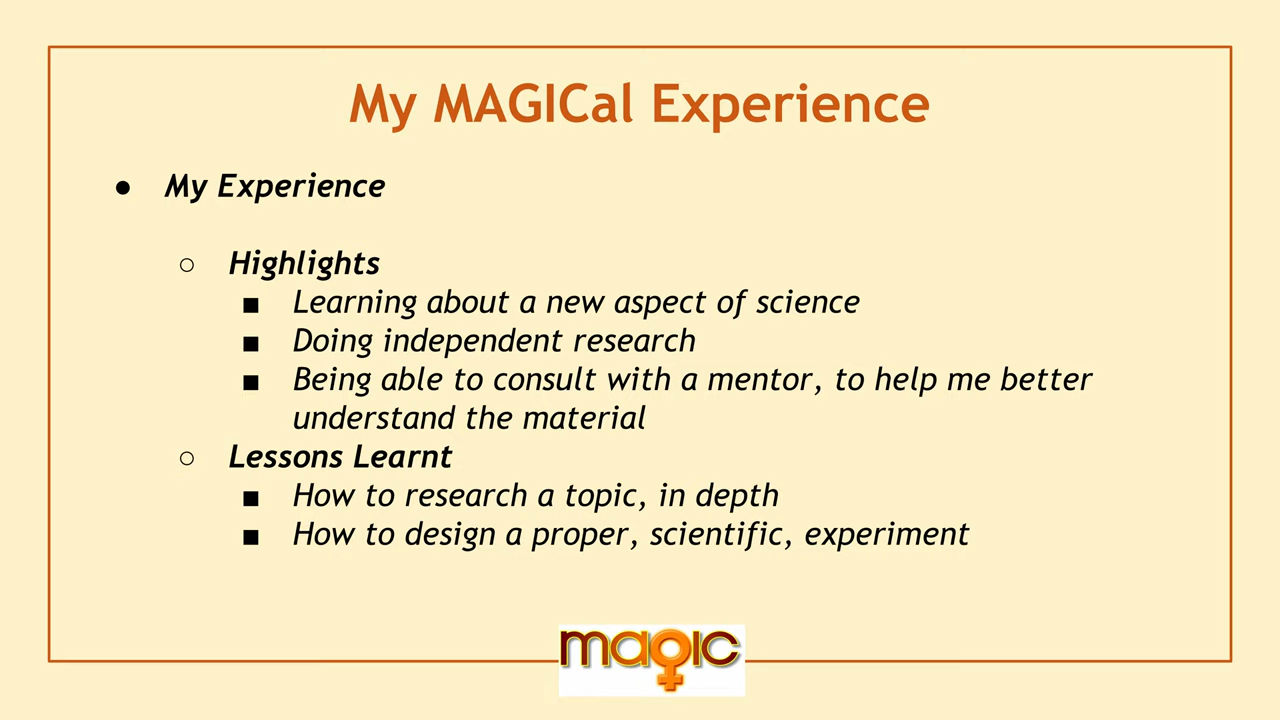 My MAGICal Experience
● My Experience
○ Highlights
■ Learning about a new aspect of science
■ Doing independent research
■ Being able to consult with a mentor, to help me better
understand the material
○ Lessons Learnt
■ How to research a topic, in depth
■ How to design a proper, scientific, experiment
magic